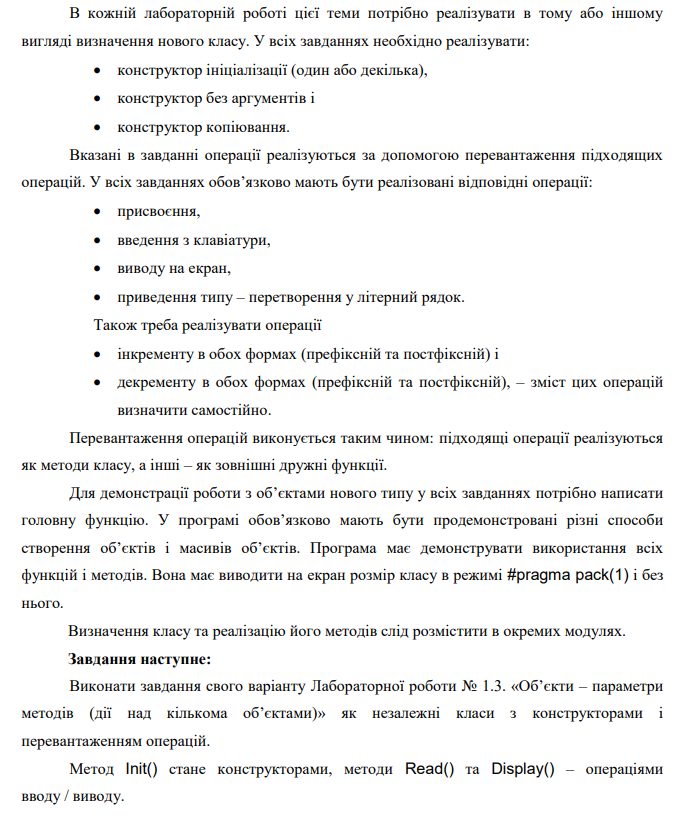 В кожній лабораторній роботі цієї теми потрібно реалізувати в тому або іншому
вигляді визначення нового класу. У всіх завданнях необхідно реалізувати:
• конструктор ініціалізації (один або декілька),
• конструктор без аргументів і
• конструктор копіювання.
Вказані в завданні операції реалізуються за допомогою перевантаження підходящих
операцій. У всіх завданнях обов’язково мають бути реалізовані відповідні операції:
• присвоєння,
• введення з клавіатури,
• виводу на екран,
• приведення типу – перетворення у літерний рядок.
Також треба реалізувати операції
• інкременту в обох формах (префіксній та постфіксній) і
• декременту в обох формах (префіксній та постфіксній), – зміст цих операцій
визначити самостійно.
Перевантаження операцій виконується таким чином: підходящі операції реалізуються
як методи класу, а інші – як зовнішні дружні функції.
Для демонстрації роботи з об’єктами нового типу у всіх завданнях потрібно написати
головну функцію. У програмі обов’язково мають бути продемонстровані різні способи
створення об’єктів і масивів об’єктів. Програма має демонструвати використання всіх
функцій і методів. Вона має виводити на екран розмір класу в режимі #pragma pack(1) і без
нього.
Визначення класу та реалізацію його методів слід розмістити в окремих модулях.
Завдання наступне:
Виконати завдання свого варіанту Лабораторної роботи № 1.3. «Об’єкти – параметри
методів (дії над кількома об’єктами)» як незалежні класи з конструкторами і
перевантаженням операцій.
Метод Init() стане конструкторами, методи Read() та Display() – операціями
вводу / виводу.